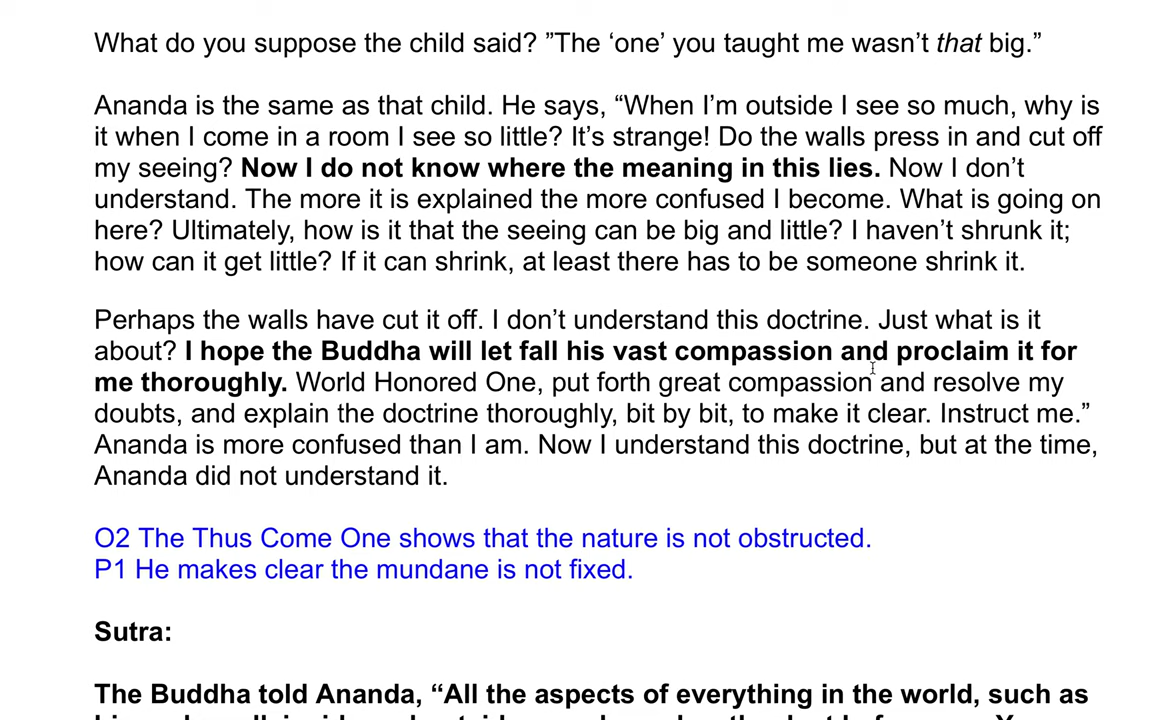 What do you suppose the child said? ”The ‘one’ you taught me wasn’t that big.”
Ananda is the same as that child. He says, “When I’m outside I see so much, why is
it when I come in a room I see so little? It’s strange! Do the walls press in and cut off
my seeing? Now I do not know where the meaning in this lies. Now I don’t
understand. The more it is explained the more confused I become. What is going on
here? Ultimately, how is it that the seeing can be big and little? I haven’t shrunk it;
how can it get little? If it can shrink, at least there has to be someone shrink it.
Perhaps the walls have cut it off. I don’t understand this doctrine. Just what is it
about? I hope the Buddha will let fall his vast compassion and proclaim it for
me thoroughly. World Honored One, put forth great compassion and resolve my
doubts, and explain the doctrine thoroughly, bit by bit, to make it clear. Instruct me.”
Ananda is more confused than I am. Now I understand this doctrine, but at the time,
Ananda did not understand it.
O2 The Thus Come One shows that the nature is not obstructed.
P1 He makes clear the mundane is not fixed.
Sutra:
The Buddha told Ananda, “All the aspects of everything in the world, such as